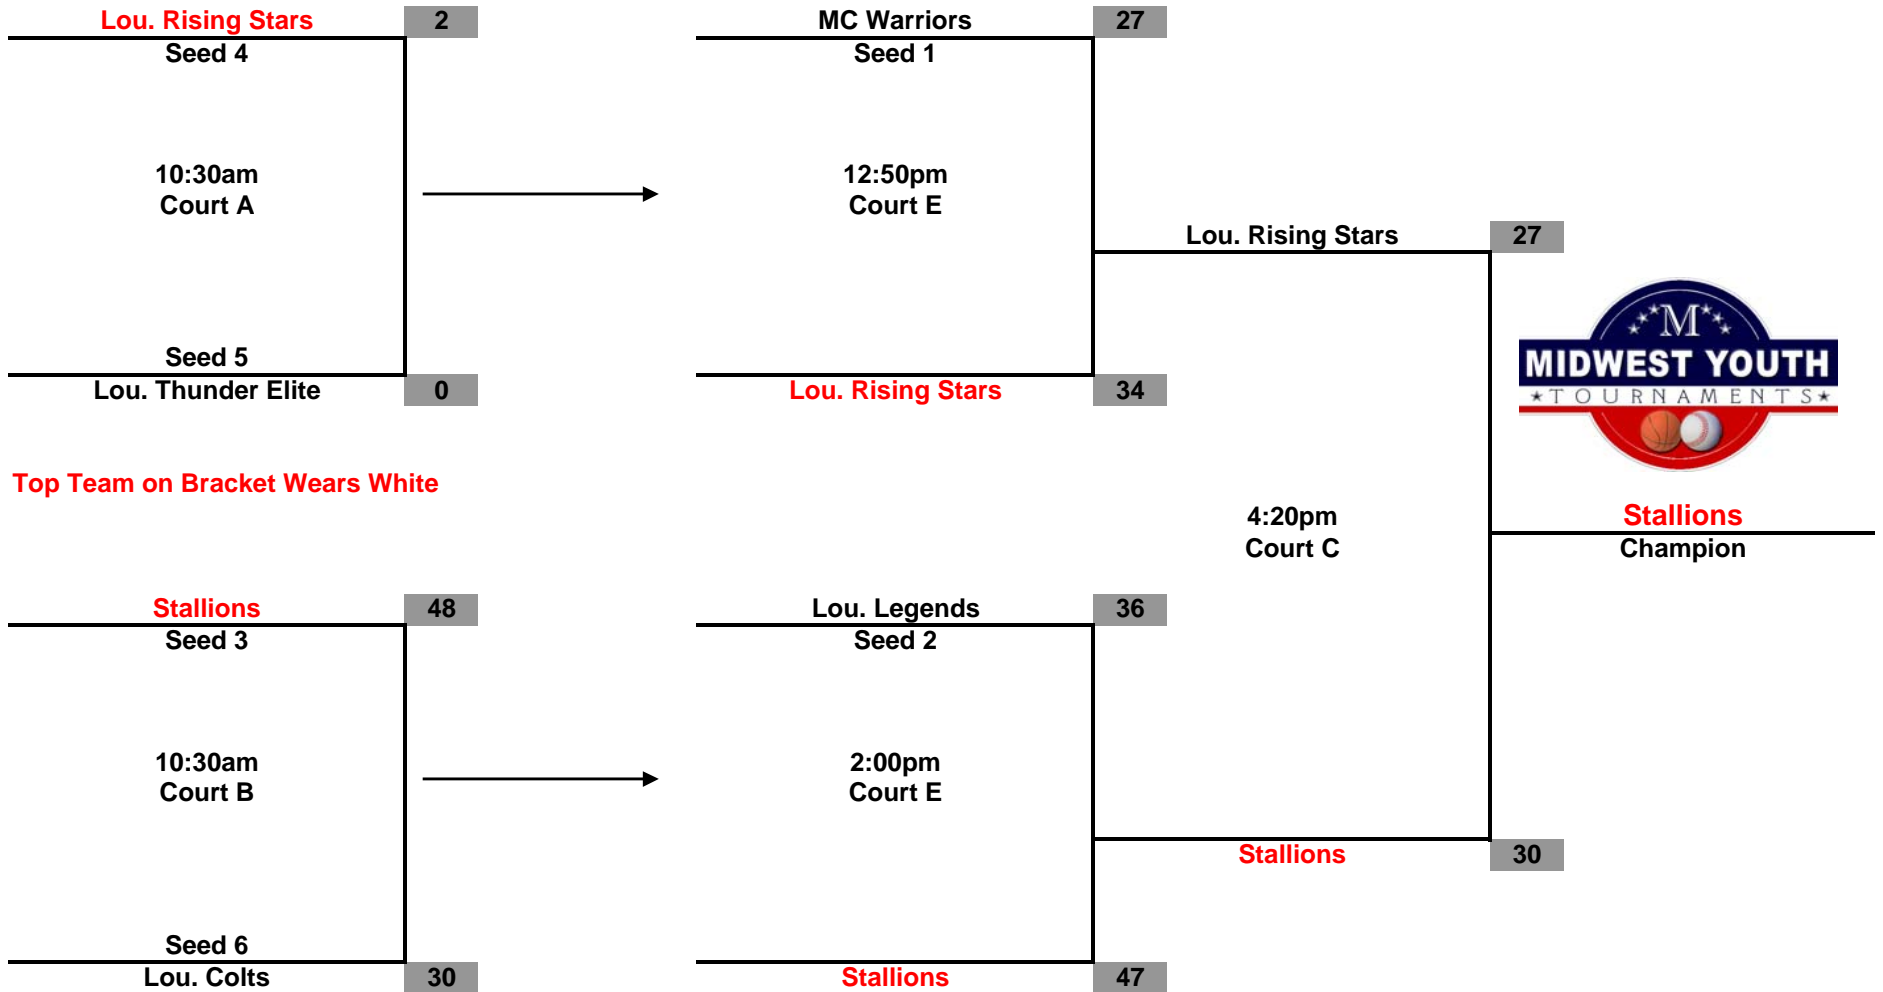 Lou. Rising Stars 2
Seed 4
10:30am
Court A
Seed 5
Lou. Thunder Elite 0
MC Warriors 27
Seed 1
12:50pm
Court E
Lou. Rising Stars 34
Lou. Rising Stars 27
M
MIDWEST YOUTH
TOURNAMENTS
Top Team on Bracket Wears White
4:20pm
Court C
Stallions
Champion
Stallions 48
Seed 3
10:30am
Court B
Seed 6
Lou. Colts 30
Lou. Legends 36
Seed 2
2:00pm
Court E
Stallions 47
Stallions 30